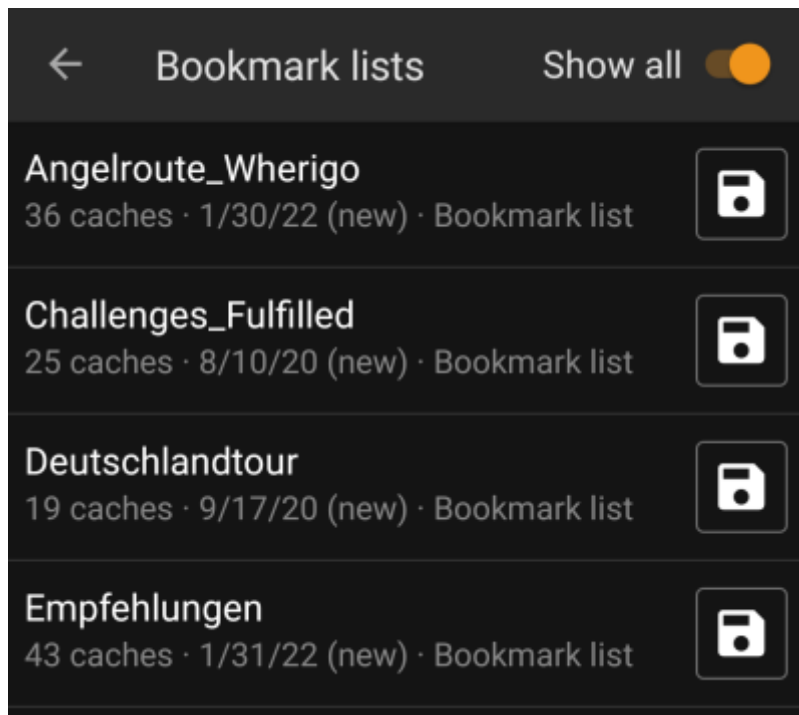 Bookmark lists Show all
Angelroute_Wherigo
36 caches · 1/30/22 (new) · Bookmark list
Challenges_Fulfilled
25 caches · 8/10/20 (new) · Bookmark list
Deutschlandtour
19 caches · 9/17/20 (new) · Bookmark list
Empfehlungen
43 caches · 1/31/22 (new) · Bookmark list